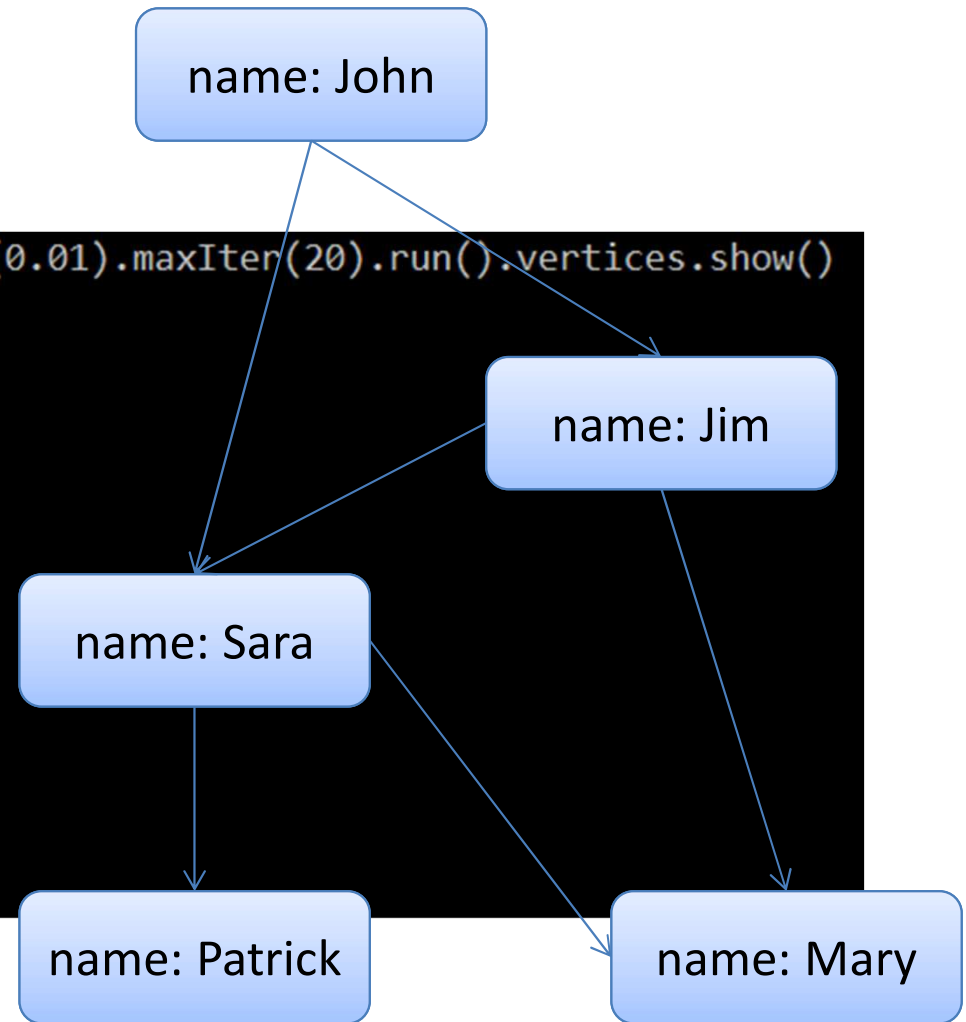 name: John
(0.01).maxIter(20).run().vertices.show()
name: Jim
name: Sara
name: Patrick
name: Mary